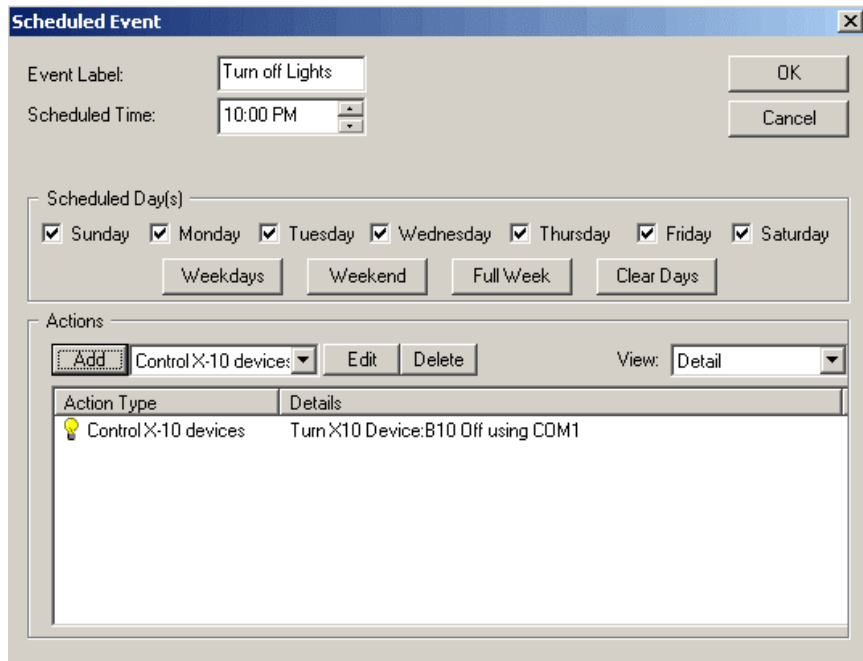 Scheduled Event
Event Label: Turn off Lights OK
Scheduled Time: 10:00 PM Cancel
Scheduled Day(s)
Sunday Monday Tuesday Wednesday Thursday Friday Saturday
Weekdays Weekend Full Week Clear Days
Actions
Add Control X-10 devices Edit Delete View: Detail
Action Type Details
Control X-10 devices Turn X10 Device:B10 Off using COM1